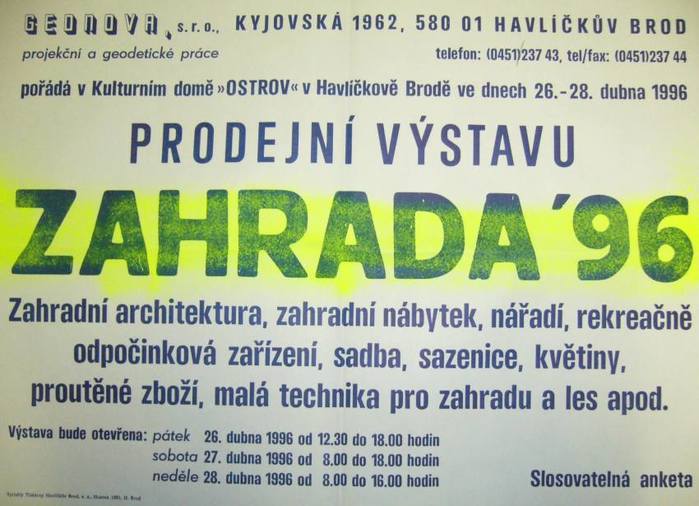 GEONOVA, s.r.o., KYJOVSKÁ 1962, 580 01 HAVLÍČKŮV BROD
projekční a geodetické práce telefon: (0451)237 43, tel/fax: (0451)237 44
pořádá v Kulturním domě »OSTROV« v Havlíčkově Brodě ve dnech 26.-28. dubna 1996
PRODEJNÍ VÝSTAVU
ZAHRADA ´96
Zahradní architektura, zahradní nábytek, nářadí, rekreačně
odpočinková zařízení, sadba, sazenice, květiny,
proutěné zboží, malá technika pro zahradu a les apod.
Výstava bude otevřena: pátek 26. dubna 1996 od 12.30 do 18.00 hodin
sobota 27. dubna 1996 od 8.00 do 18.00 hodin
neděle 28. dubna 1996 od 8.00 do 16.00 hodin
Slosovatelná anketa